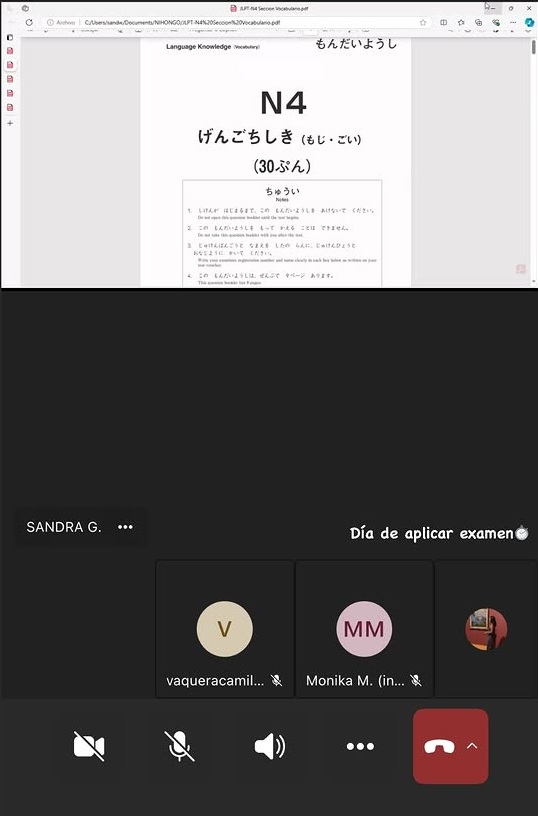 JLPT-N4 Seccion Vocabulario.pdf
Archivo
C:/Users/sandw/Documents/NIHONGO/JLPT-N4%20Seccion%20Vocabulario.pdf
Language Knowledge (Vocabulary)
もんだいようし
N4
げんごちしき（もじ・ごい）
（30ぷん）
ちゅうい
Notes
1. しけんが はじまるまで、この もんだいようしを あけないで ください。
Do not open this question booklet until the test begins.
2. この もんだいようしを もって かえる ことは できません。
Do not take this question booklet with you after the test.
3. じゅけんばんごうと なまえを したの らんに、じゅけんひょうと
おなじように かいて ください。
Write your examinee registration number and name clearly in each box below as written on your
test voucher.
4. この もんだいようしは、ぜんぶで 9ページ あります。
This question booklet has 9 pages.
SANDRA G.
Día de aplicar examen
V
MM
vaqueracamil...
Monika M. (in...